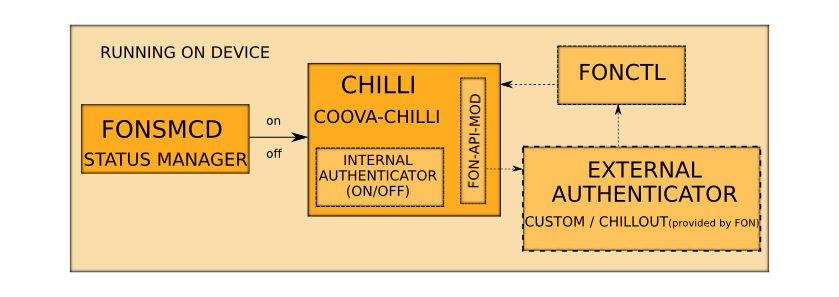 RUNNING ON DEVICE
FONSMCD
STATUS MANAGER
on
off
CHILLI
COOVA-CHILLI
INTERNAL
AUTHENTICATOR
(ON/OFF)
FON-API-MOD
FONCTL
EXTERNAL
AUTHENTICATOR
CUSTOM / CHILLOUT(provided by FON)